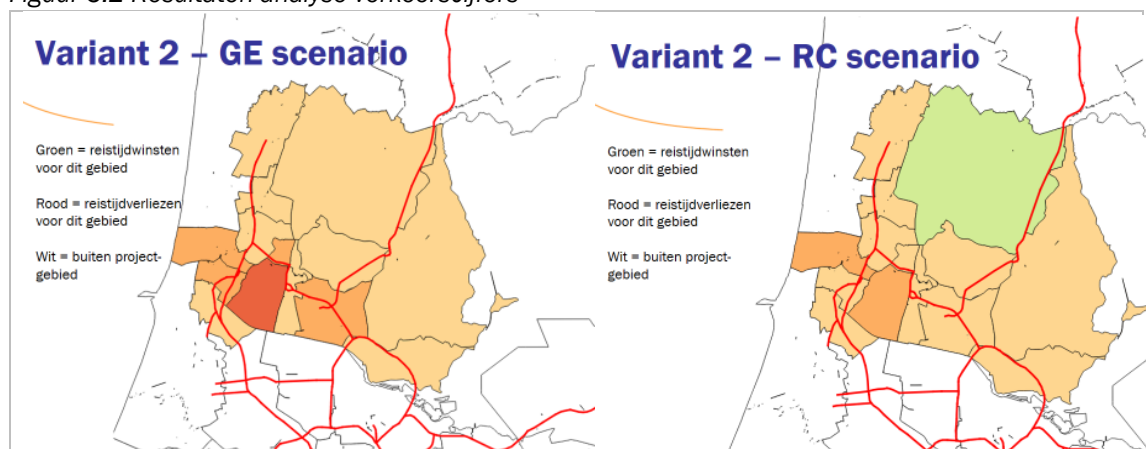 Variant 2 – GE scenario
Groen = reistijdwinsten
voor dit gebied
Rood = reistijdverliezen
voor dit gebied
Wit = buiten project-
gebied
Variant 2 – RC scenario
Groen = reistijdwinsten
voor dit gebied
Rood = reistijdverliezen
voor dit gebied
Wit = buiten project-
gebied